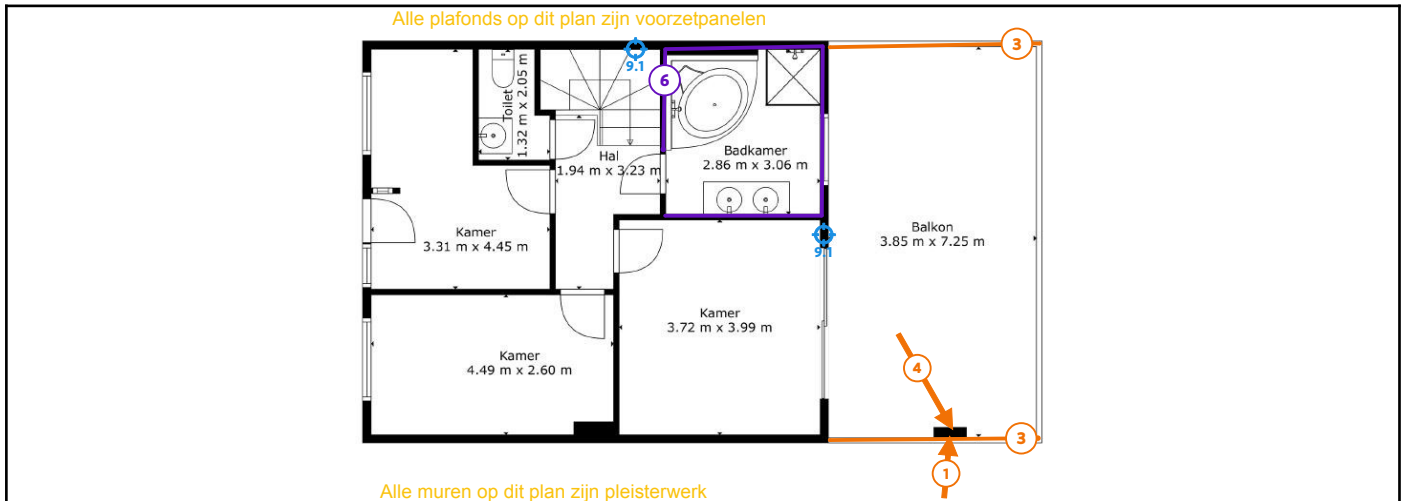 Alle plafonds op dit plan zijn voorzetpanelen
3
9.1
6
Toilet
1.32 m x 2.05 m
Hal
1.94 m x 3.23 m
Badkamer
2.86 m x 3.06 m
Kamer
3.31 m x 4.45 m
Balkon
3.85 m x 7.25 m
9.1
Kamer
3.72 m x 3.99 m
Kamer
4.49 m x 2.60 m
4
3
1
Alle muren op dit plan zijn pleisterwerk